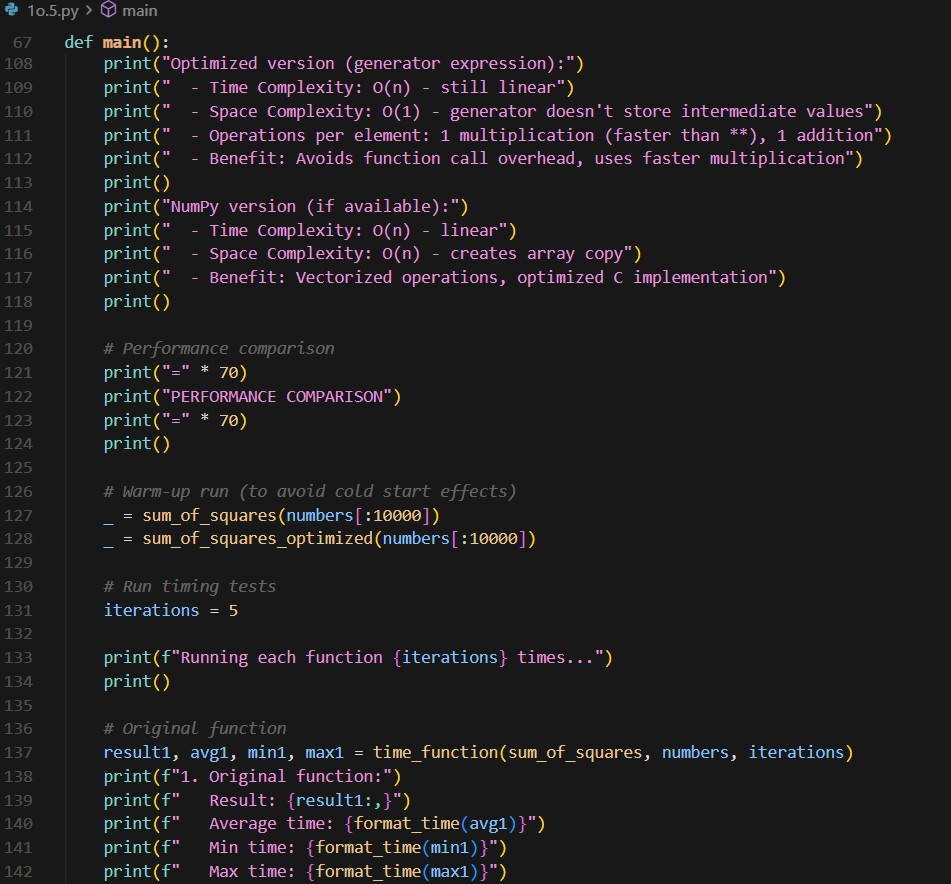 1o.5.py > main
67 def main():
108 print("Optimized version (generator expression):")
109 print("  - Time Complexity: O(n) - still linear")
110 print("  - Space Complexity: O(1) - generator doesn't store intermediate values")
111 print("  - Operations per element: 1 multiplication (faster than **), 1 addition")
112 print("  - Benefit: Avoids function call overhead, uses faster multiplication")
113 print()
114 print("NumPy version (if available):")
115 print("  - Time Complexity: O(n) - linear")
116 print("  - Space Complexity: O(n) - creates array copy")
117 print("  - Benefit: Vectorized operations, optimized C implementation")
118 print()
119
120 # Performance comparison
121 print("=" * 70)
122 print("PERFORMANCE COMPARISON")
123 print("=" * 70)
124 print()
125
126 # Warm-up run (to avoid cold start effects)
127 _ = sum_of_squares(numbers[:10000])
128 _ = sum_of_squares_optimized(numbers[:10000])
129
130 # Run timing tests
131 iterations = 5
132
133 print(f"Running each function {iterations} times...")
134 print()
135
136 # Original function
137 result1, avg1, min1, max1 = time_function(sum_of_squares, numbers, iterations)
138 print(f"1. Original function:")
139 print(f"   Result: {result1:,}")
140 print(f"   Average time: {format_time(avg1)}")
141 print(f"   Min time: {format_time(min1)}")
142 print(f"   Max time: {format_time(max1)}")